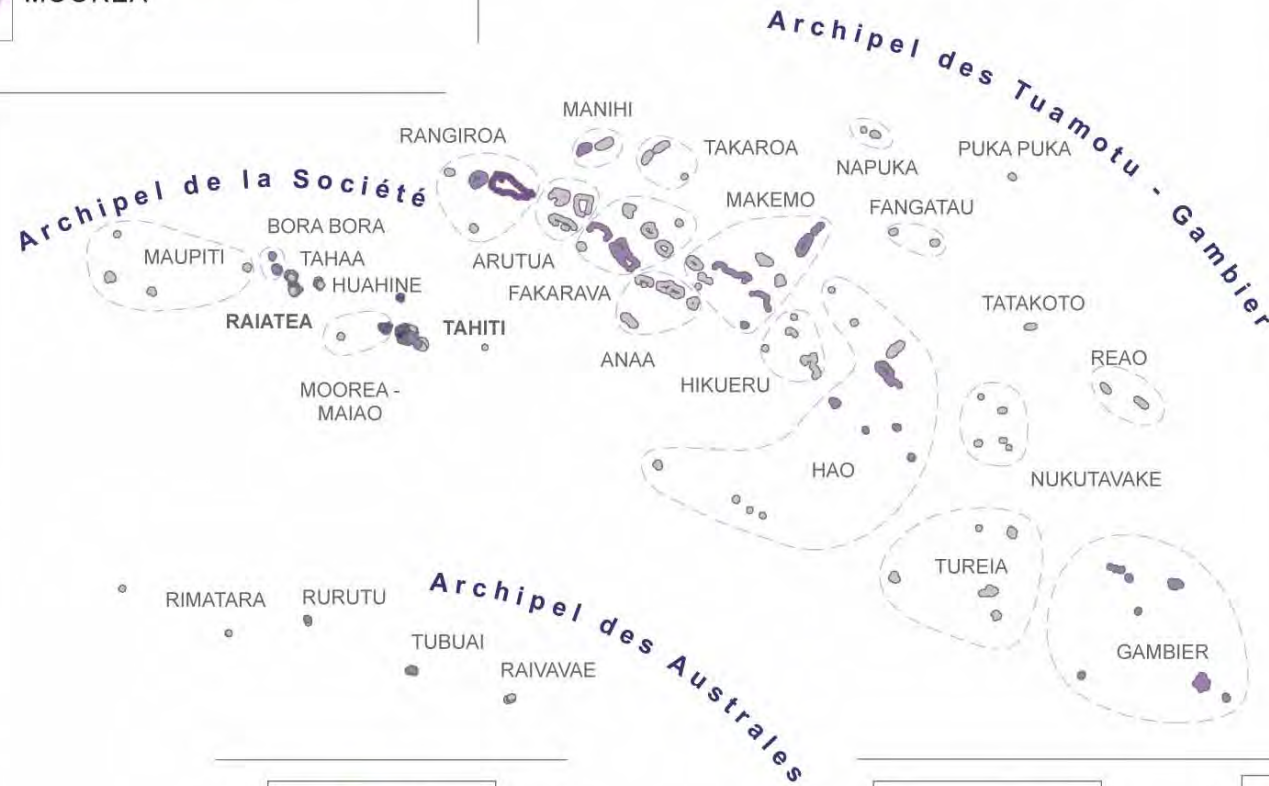 MOOREA
Archipel des Tuamotu - Gambier
MANIHI
RANGIROA
TAKAROA
NAPUKA
PUKA PUKA
Archipel de la Société
MAKEMO
FANGATAU
BORA BORA
MAUPITI
TAHAA
ARUTUA
HUAHINE
FAKARAVA
TATAKOTO
RAIATEA
TAHITI
REAO
ANAA
HIKUERU
MOOREA -
MAIAO
HAO
NUKUTAVAKE
TUREIA
Archipel des Australes
RIMATARA
RURUTU
TUBUAI
RAIVAVAE
GAMBIER